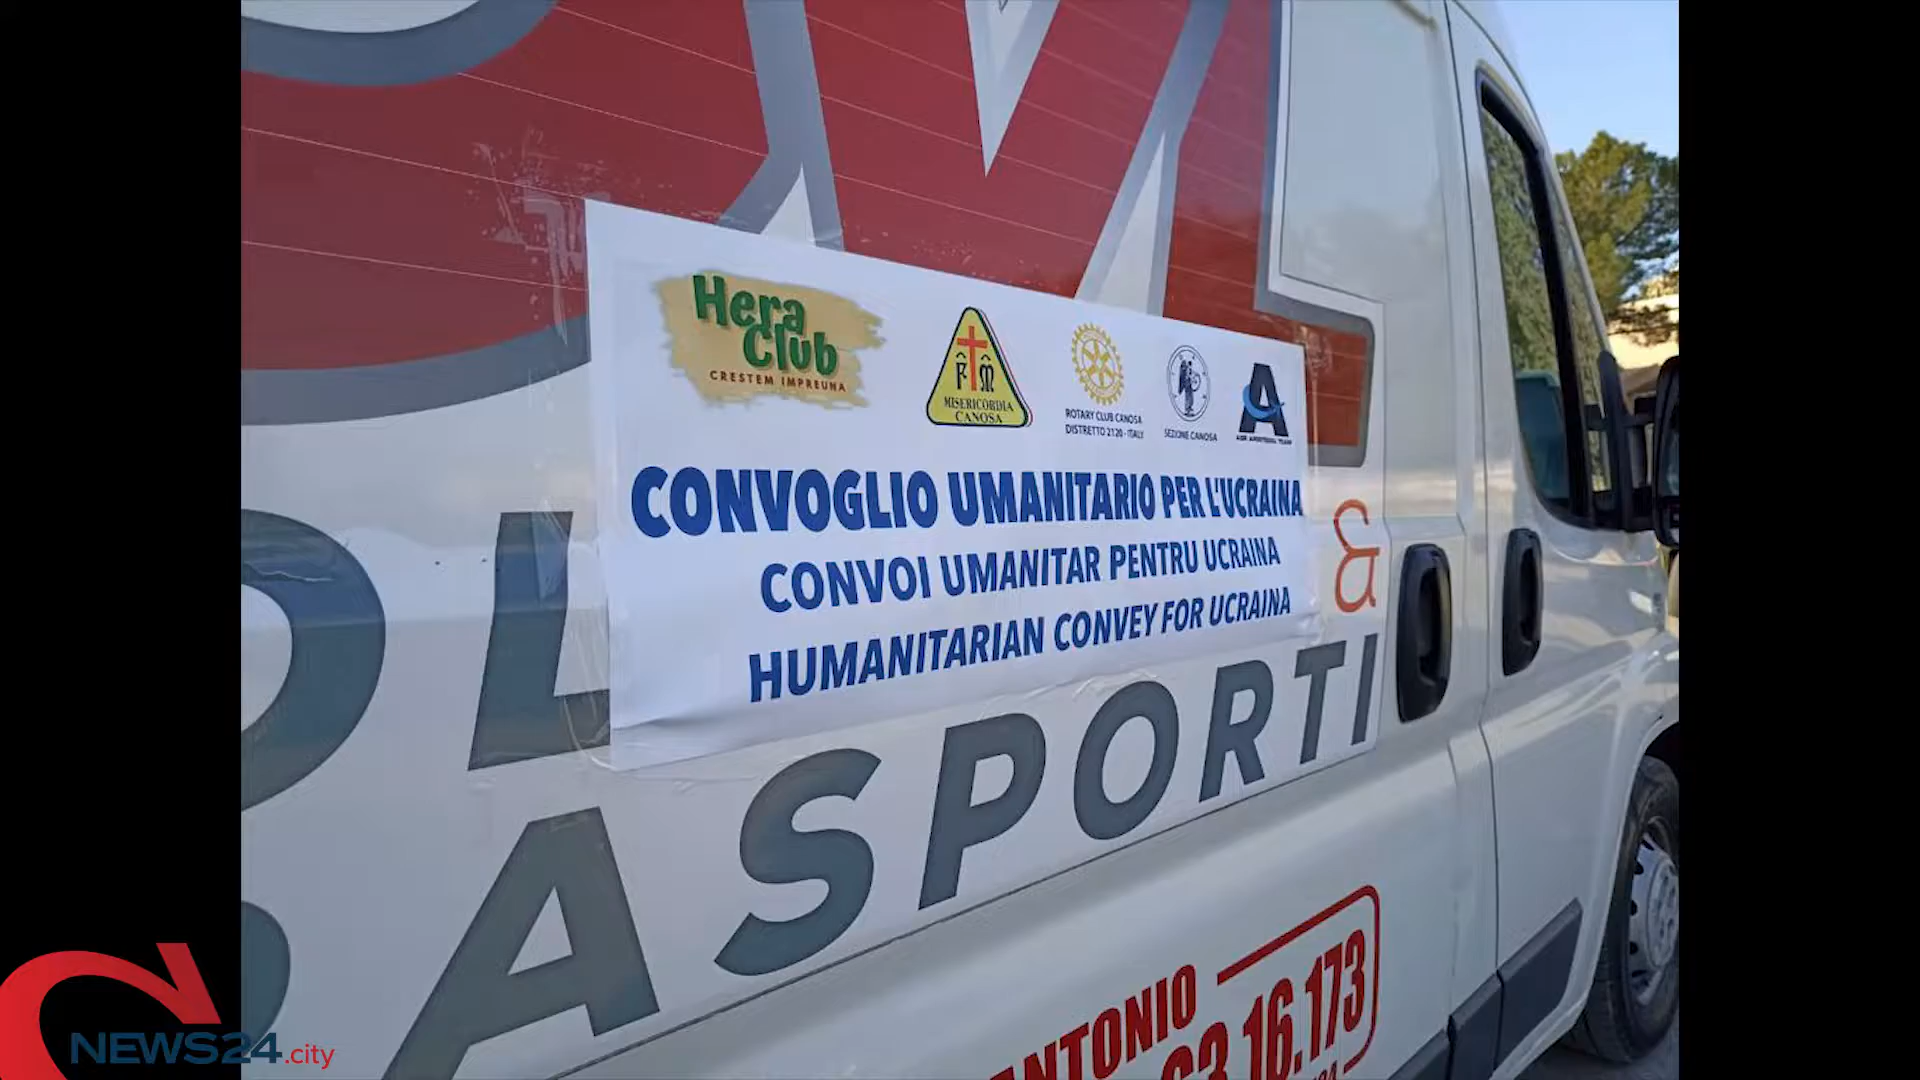 Hera
Club
CRESTEM IMPREUNA
MISERICORDIA
CANOSA
ROTARY CLUB CANOSA
DISTRETTO 2120 - ITALY
SEZIONE CANOSA
CONVOGLIO UMANITARIO PER L'UCRAINA
CONVOI UMANITAR PENTRU UCRAINA
HUMANITARIAN CONVEY FOR UCRAINA
&
ASPORTI
ANTONIO
16.173
NEWS24.city